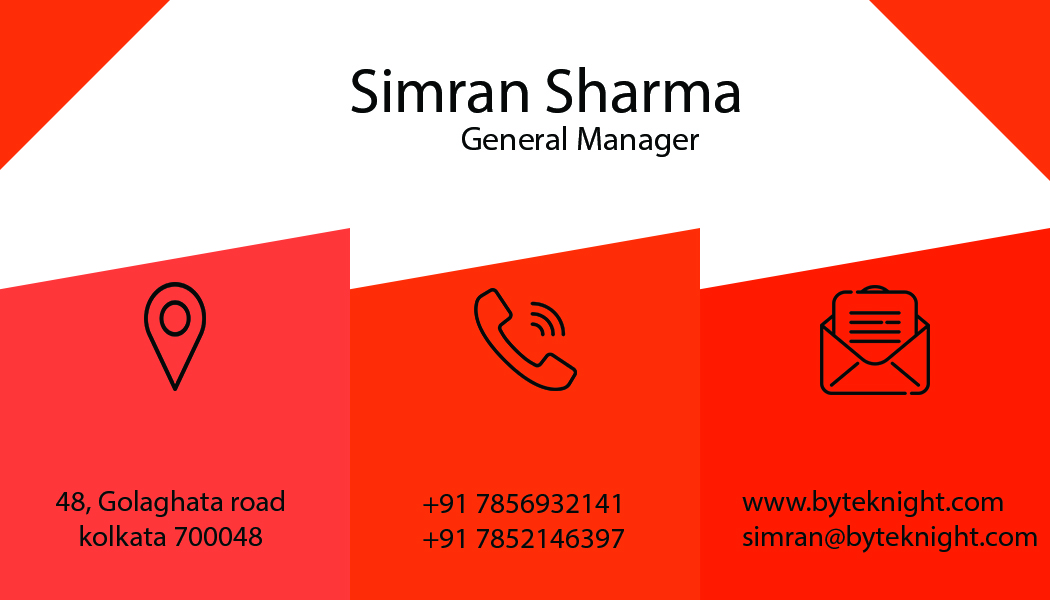 Simran Sharma
General Manager
48, Golaghata road
kolkata 700048
+91 7856932141
+91 7852146397
www.byteknight.com
simran@byteknight.com